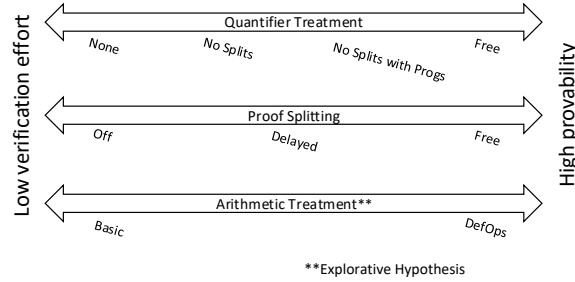 Quantifier Treatment
None
No Splits
No Splits with Progs
Free
Low verification effort
High provability
Proof Splitting
Off
Delayed
Free
Arithmetic Treatment**
Basic
DefOps
**Explorative Hypothesis